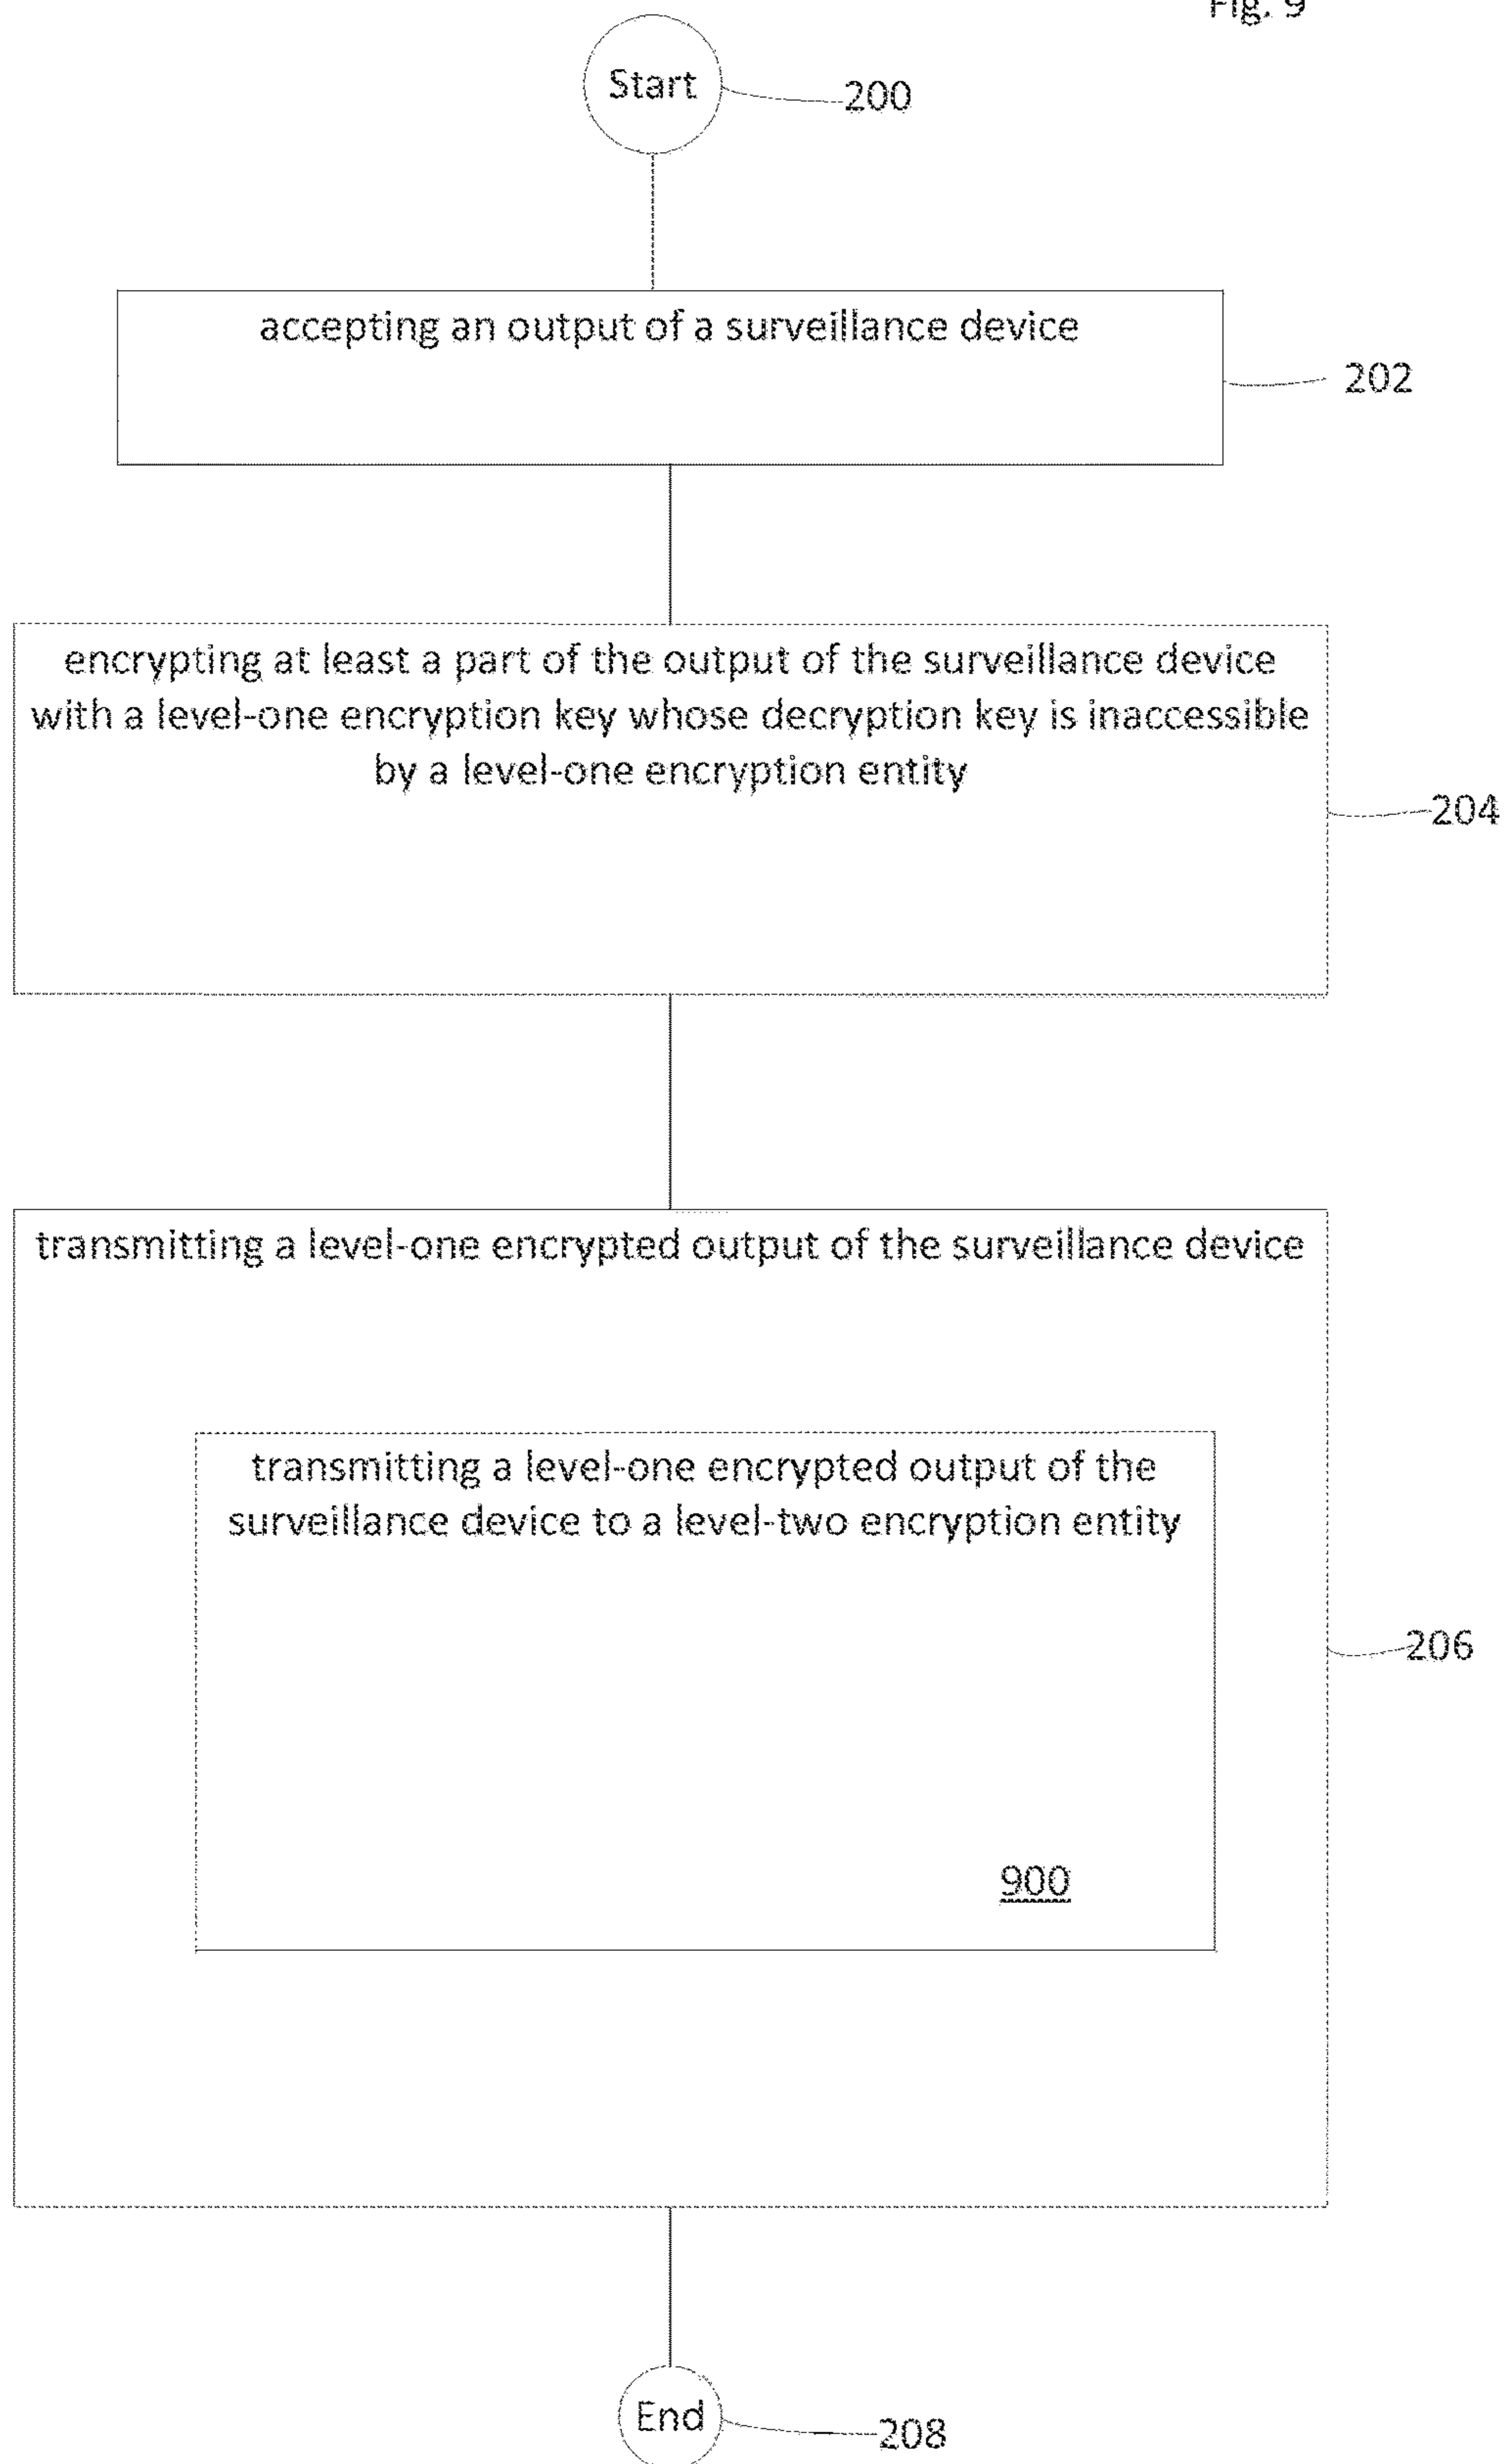 Fig. 9
Start
200
accepting an output of a surveillance device
202
encrypting at least a part of the output of the surveillance device
with a level-one encryption key whose decryption key is inaccessible
by a level-one encryption entity
204
transmitting a level-one encrypted output of the surveillance device
transmitting a level-one encrypted output of the
surveillance device to a level-two encryption entity
206
900
End
208